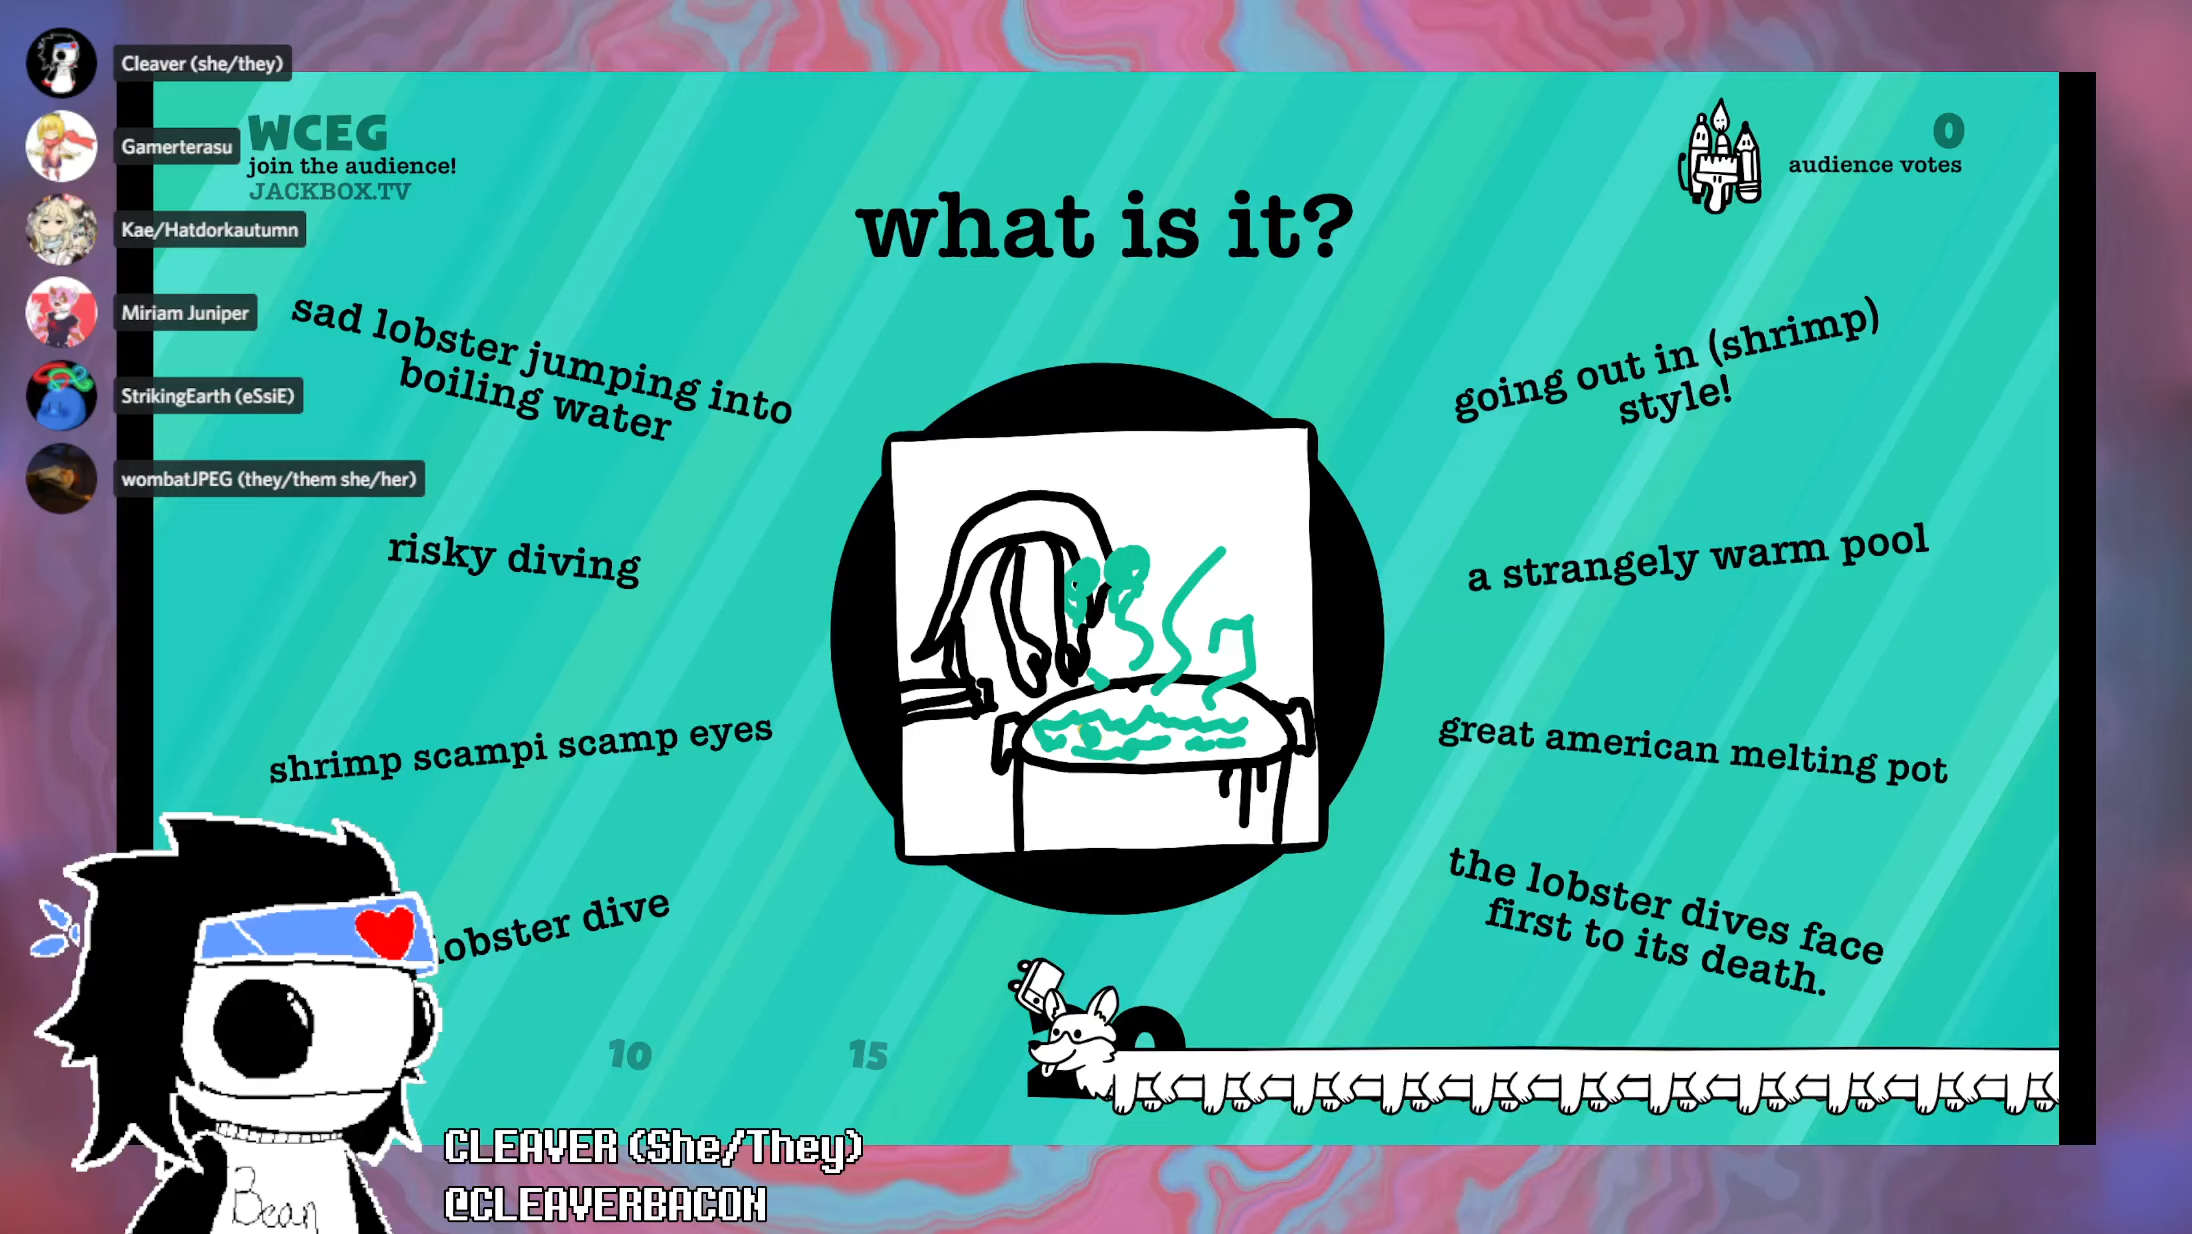 Cleaver (she/they)
WCEG
join the audience!
JACKBOX.TV
Gamerterasu
Kae/Hatdorkautumn
Miriam Juniper
StrikingEarth (eSsiE)
wombatJPEG (they/them she/her)
0
audience votes
what is it?
sad lobster jumping into
boiling water
risky diving
shrimp scampi scamp eyes
lobster dive
going out in (shrimp)
style!
a strangely warm pool
great american melting pot
the lobster dives face
first to its death.
10
15
Bean
CLEAVER (She/They)
@CLEAVERBACON